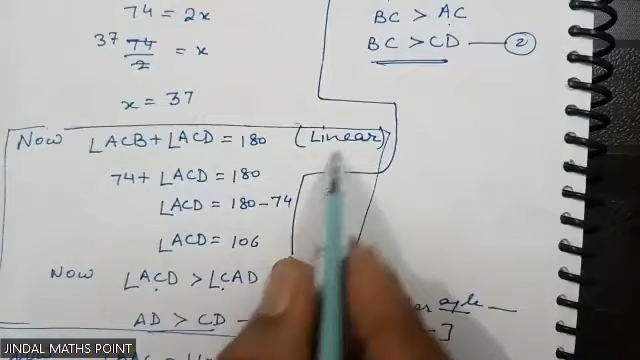 74 = 2x
37 74/2 = x
x = 37
BC > AC
BC > CD — ②
Now ∠ACB + ∠ACD = 180 (Linear)
74 + ∠ACD = 180
∠ACD = 180 - 74
∠ACD = 106
Now ∠ACD > ∠CAD
AD > CD -
JINDAL MATHS POINT